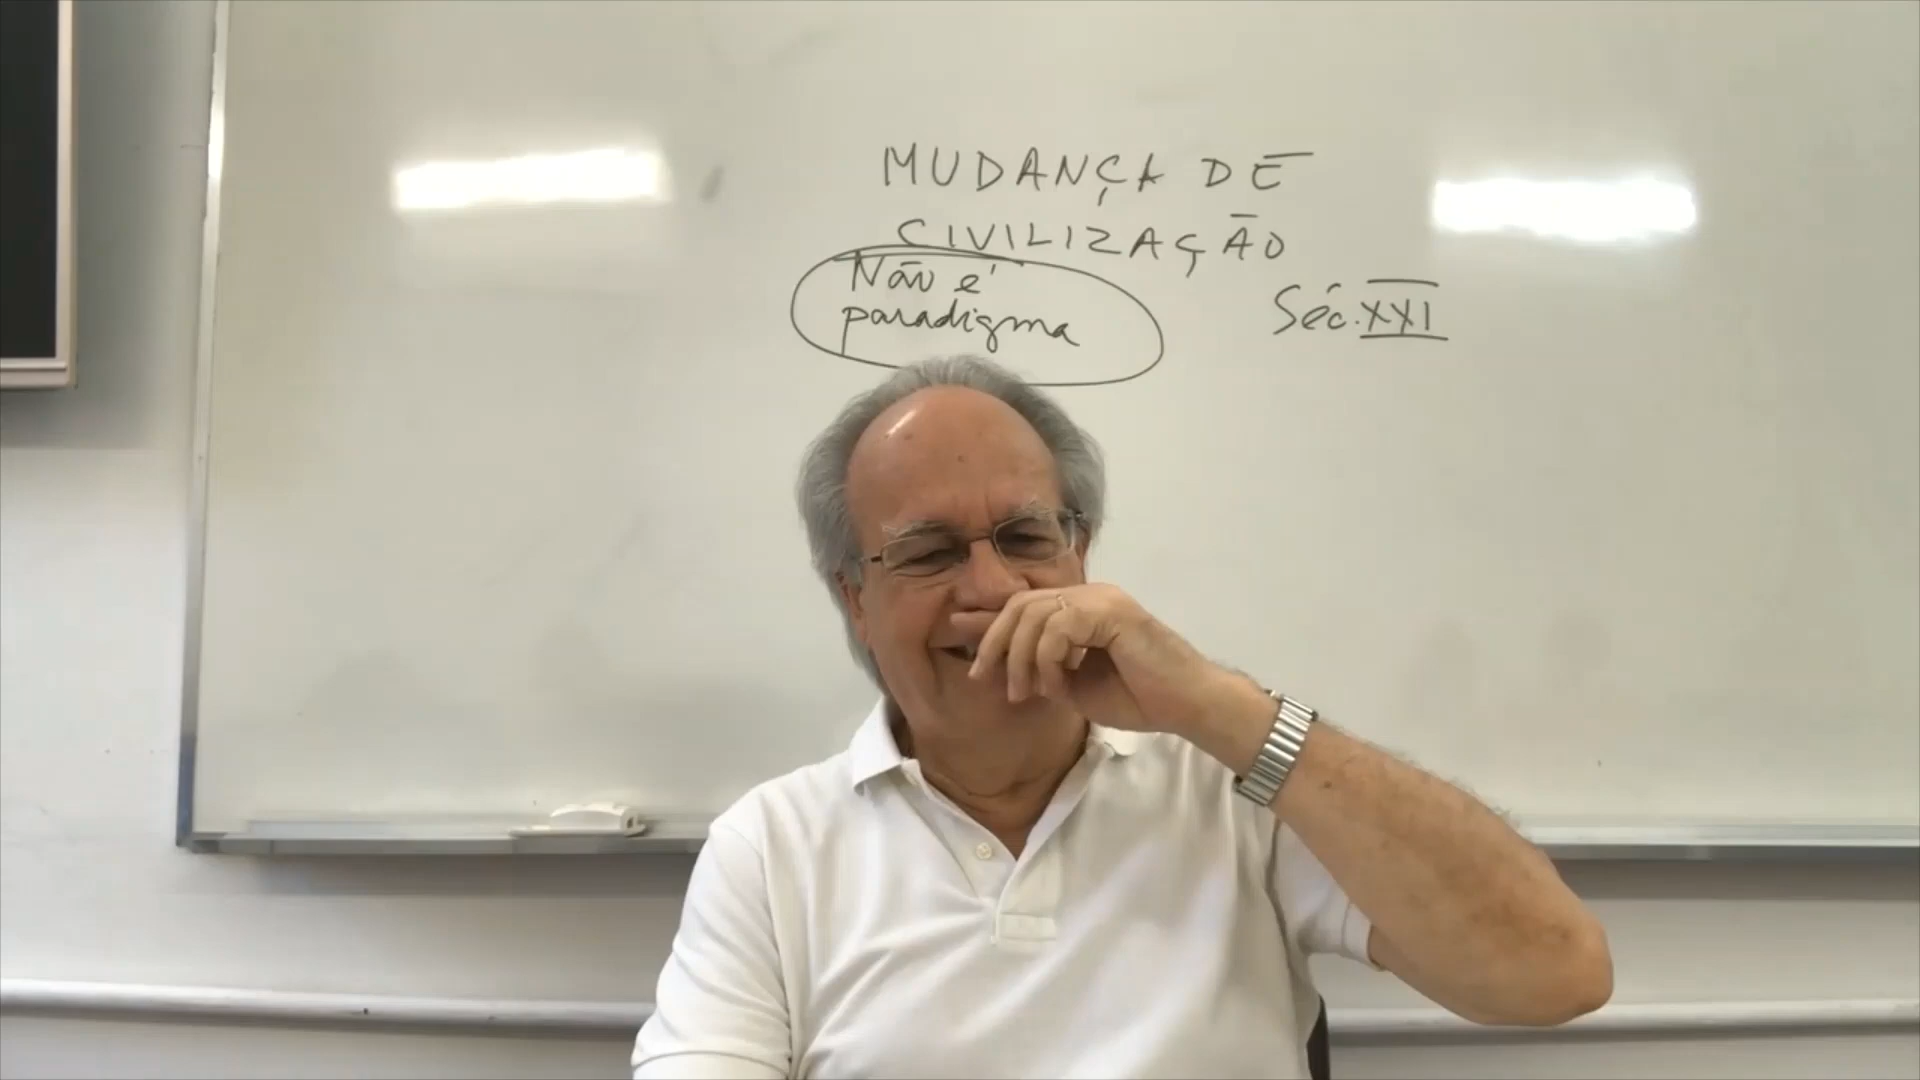 MUDANÇA DE
CIVILIZAÇÃO
Não é
paradigma
Séc. XXI